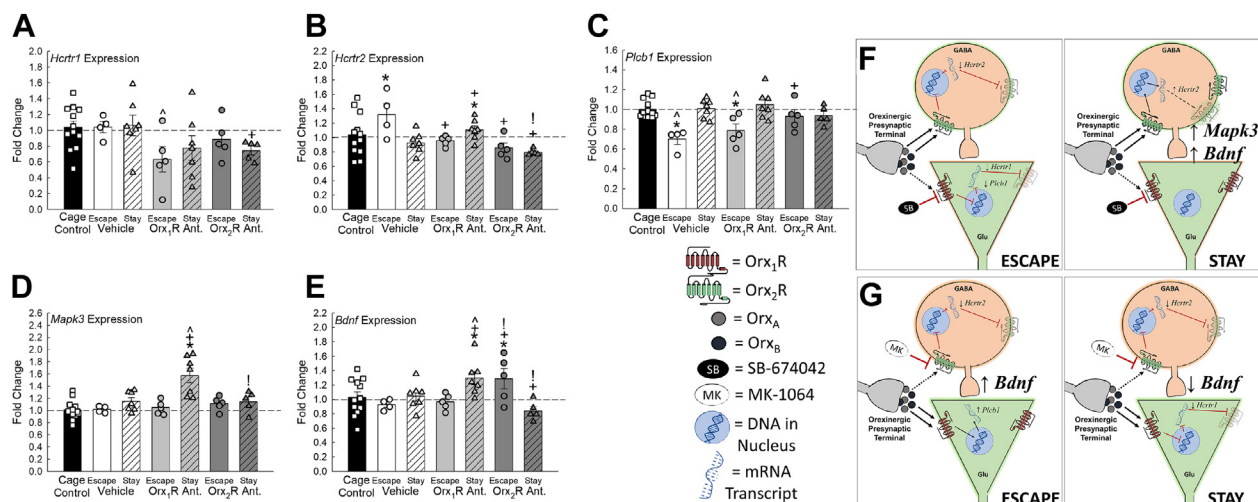 A
Hcrtr1 Expression
Fold Change
2.0
1.8
1.6
1.4
1.2
1.0
0.8
0.6
0.4
0.2
0.0
^
+
Escape Stay Escape Stay Escape Stay
Cage Control
Vehicle
Orx1R Ant.
Orx2R Ant.
B
Hcrtr2 Expression
Fold Change
2.0
1.8
1.6
1.4
1.2
1.0
0.8
0.6
0.4
0.2
0.0
*
+
+
*
+
!
+
Escape Stay Escape Stay Escape Stay
Cage Control
Vehicle
Orx1R Ant.
Orx2R Ant.
C
Plcb1 Expression
Fold Change
1.6
1.4
1.2
1.0
0.8
0.6
0.4
0.2
0.0
^
*
^
*
+
Escape Stay Escape Stay Escape Stay
Cage Control
Vehicle
Orx1R Ant.
Orx2R Ant.
D
Mapk3 Expression
Fold Change
2.6
2.4
2.2
2.0
1.8
1.6
1.4
1.2
1.0
0.8
0.6
0.4
0.2
0.0
^
+
*
!
Escape Stay Escape Stay Escape Stay
Cage Control
Vehicle
Orx1R Ant.
Orx2R Ant.
E
Bdnf Expression
Fold Change
2.0
1.8
1.6
1.4
1.2
1.0
0.8
0.6
0.4
0.2
0.0
^
+
*
!
+
*
!
+
Escape Stay Escape Stay Escape Stay
Cage Control
Vehicle
Orx1R Ant.
Orx2R Ant.
= Orx1R
= Orx2R
= OrxA
= OrxB
SB = SB-674042
MK = MK-1064
= DNA in
Nucleus
= mRNA
Transcript
F
GABA
↓ Hcrtr2
Orexinergic
Presynaptic
Terminal
↓ Hcrtr1
↓ Plcb1
SB
Glu
ESCAPE
GABA
↑ Hcrtr2
↑ Mapk3
↑ Bdnf
Orexinergic
Presynaptic
Terminal
SB
Glu
STAY
G
GABA
↓ Hcrtr2
MK
↑ Bdnf
Orexinergic
Presynaptic
Terminal
↑ Plcb1
Glu
ESCAPE
GABA
↓ Hcrtr2
MK
↓ Bdnf
Orexinergic
Presynaptic
Terminal
↓ Hcrtr1
Glu
STAY